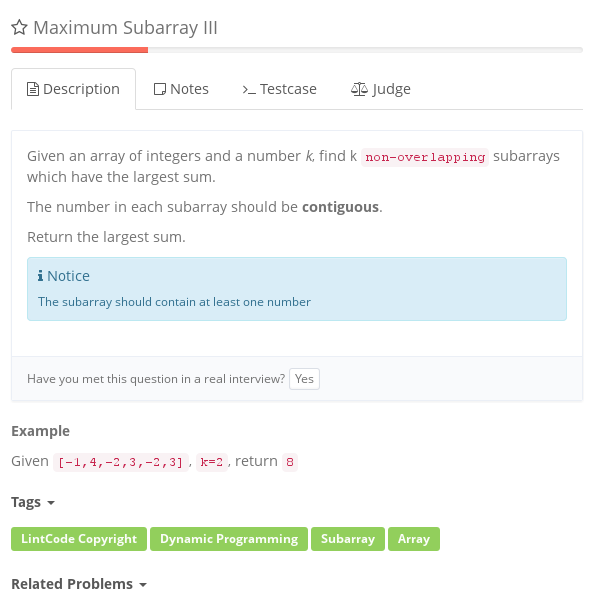 Maximum Subarray III
Description Notes Testcase Judge
Given an array of integers and a number k, find k non-overlapping subarrays
which have the largest sum.
The number in each subarray should be contiguous.
Return the largest sum.
Notice
The subarray should contain at least one number
Have you met this question in a real interview? Yes
Example
Given [-1,4,-2,3,-2,3], k=2, return 8
Tags
LintCode Copyright Dynamic Programming Subarray Array
Related Problems